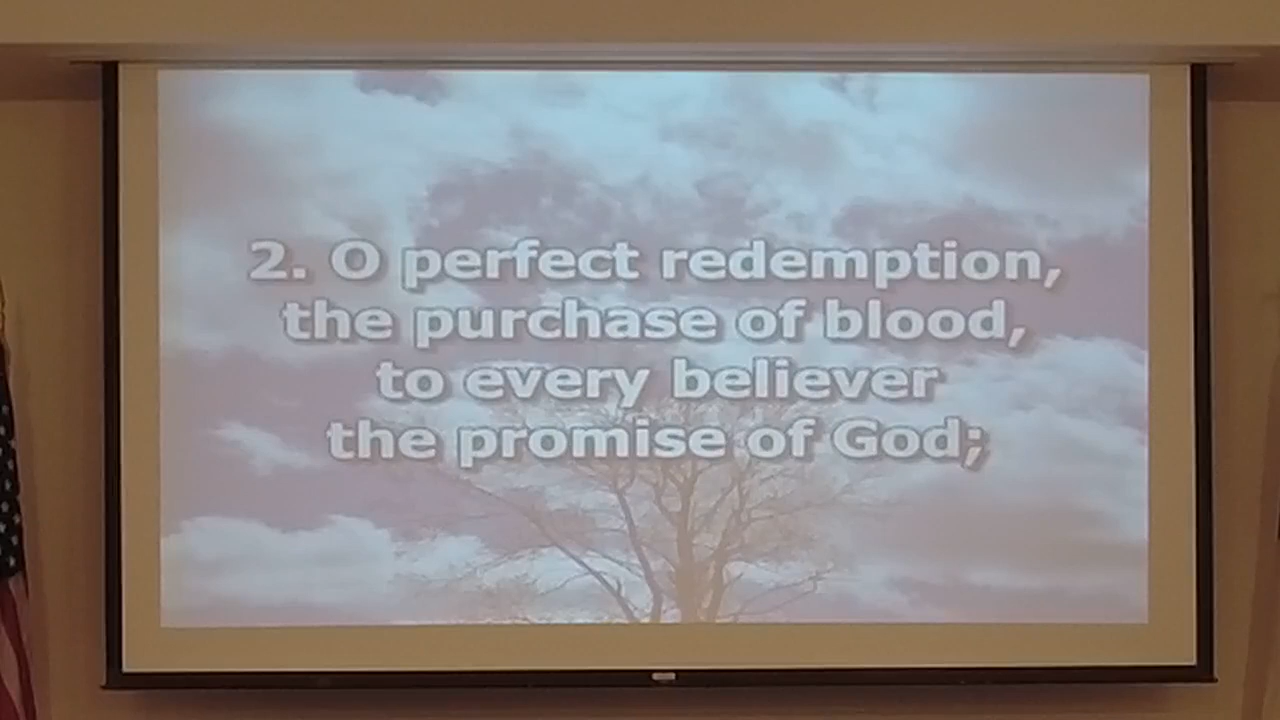 2. O perfect redemption,
the purchase of blood,
to every believer
the promise of God;